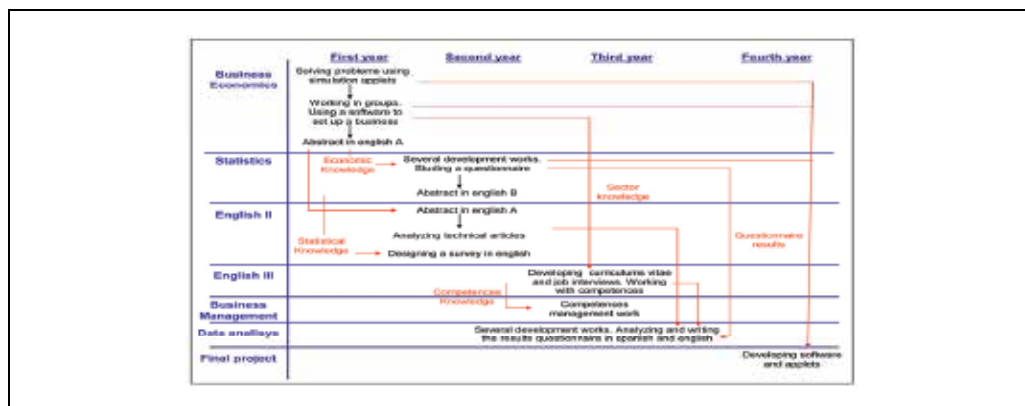 First year Second year Third year Fourth year
Business
Economics
Solving problems using
simulation applets
Working in groups.
Using a software to
set up a business
Abstract in english A
Statistics
Economic
Knowledge
Several development works.
Studing a questionnaire
Abstract in english B
Sector
knowledge
English II
Abstract in english A
Analyzing technical articles
Statistical
Knowledge
Designing a survey in english
Questionnaire
results
English III
Developing curriculums vitae
and job interviews. Working
with competences
Competences
Knowledge
Business
Management
Competences
management work
Data analisys
Several development works. Analyzing and writing
the results questionnaire in spanish and english
Final project
Developing software
and applets